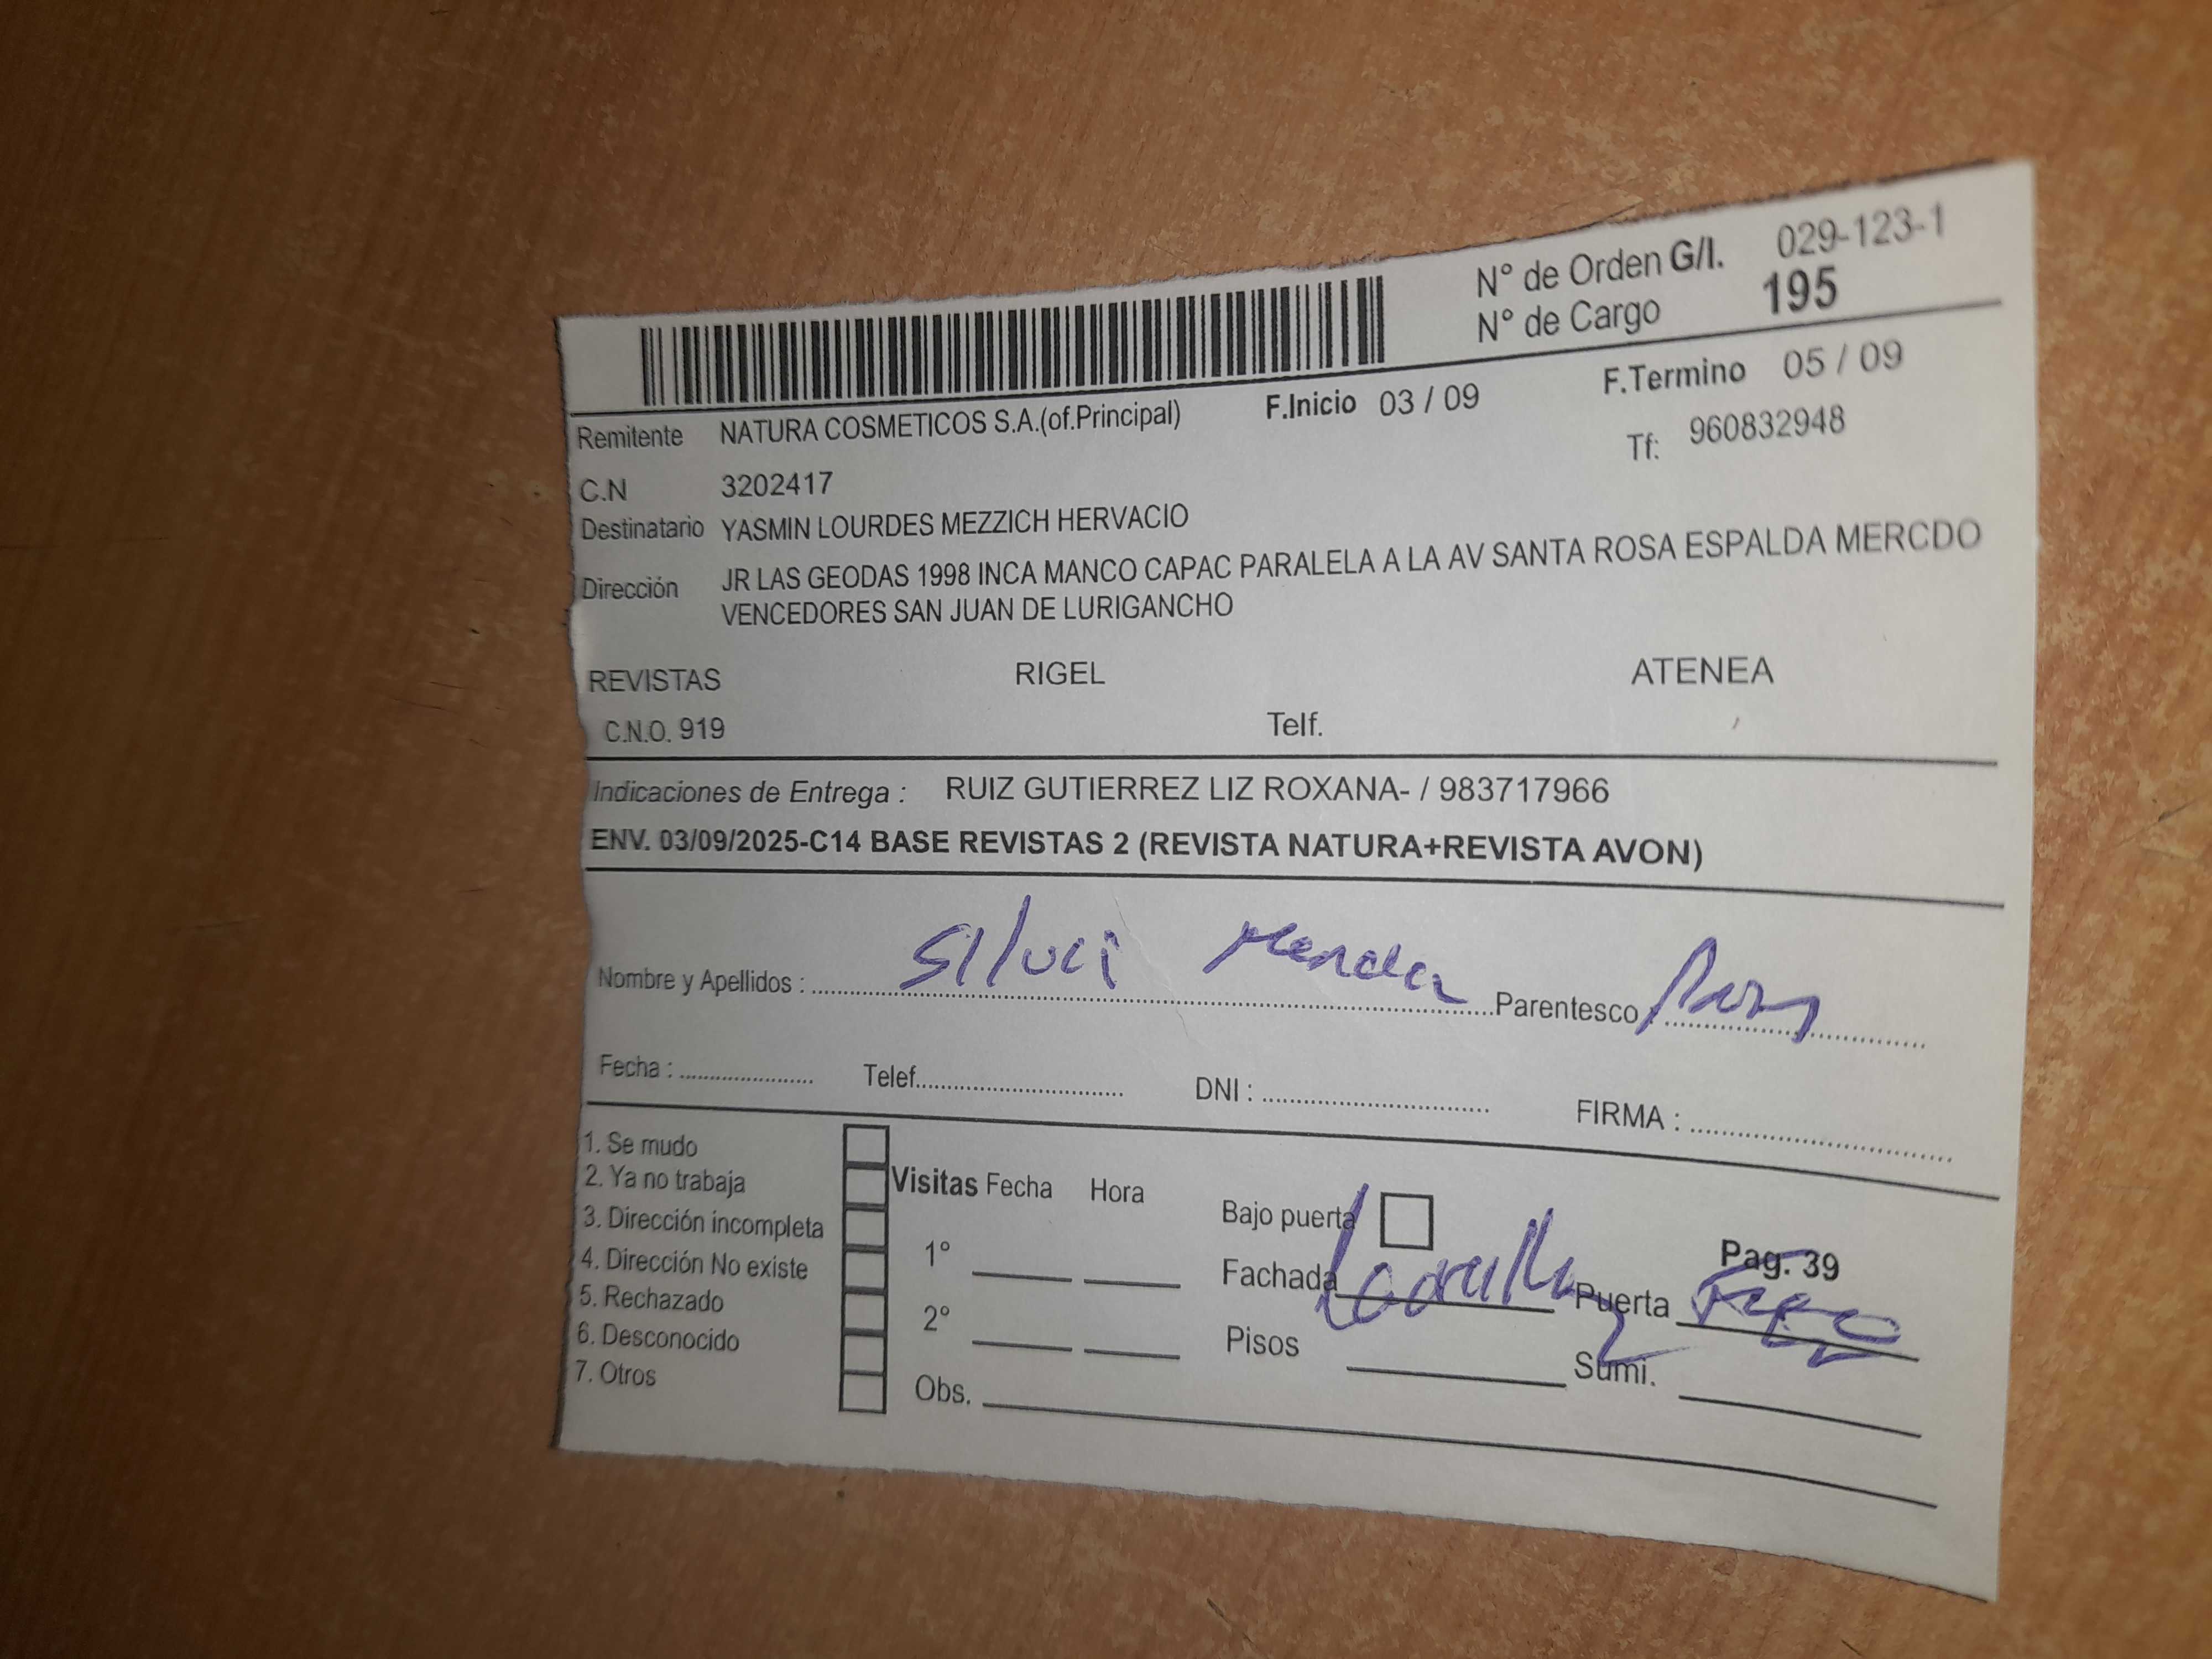 N° de Orden G/I. 029-123-1
N° de Cargo 195
Remitente NATURA COSMETICOS S.A.(of.Principal) F.Inicio 03 / 09 F.Termino 05 / 09
C.N 3202417 Tf: 960832948
Destinatario YASMIN LOURDES MEZZICH HERVACIO
Dirección JR LAS GEODAS 1998 INCA MANCO CAPAC PARALELA A LA AV SANTA ROSA ESPALDA MERCDO
VENCEDORES SAN JUAN DE LURIGANCHO
REVISTAS RIGEL ATENEA
C.N.O. 919 Telf.
Indicaciones de Entrega : RUIZ GUTIERREZ LIZ ROXANA- / 983717966
ENV. 03/09/2025-C14 BASE REVISTAS 2 (REVISTA NATURA+REVISTA AVON)
Nombre y Apellidos : Parentesco :
Fecha : Telef. DNI : FIRMA :
1. Se mudo
2. Ya no trabaja Visitas Fecha Hora Bajo puerta
3. Dirección incompleta 1° Fachada Pag. 39
4. Dirección No existe Puerta
5. Rechazado 2° Pisos
6. Desconocido Sumi.
7. Otros Obs.